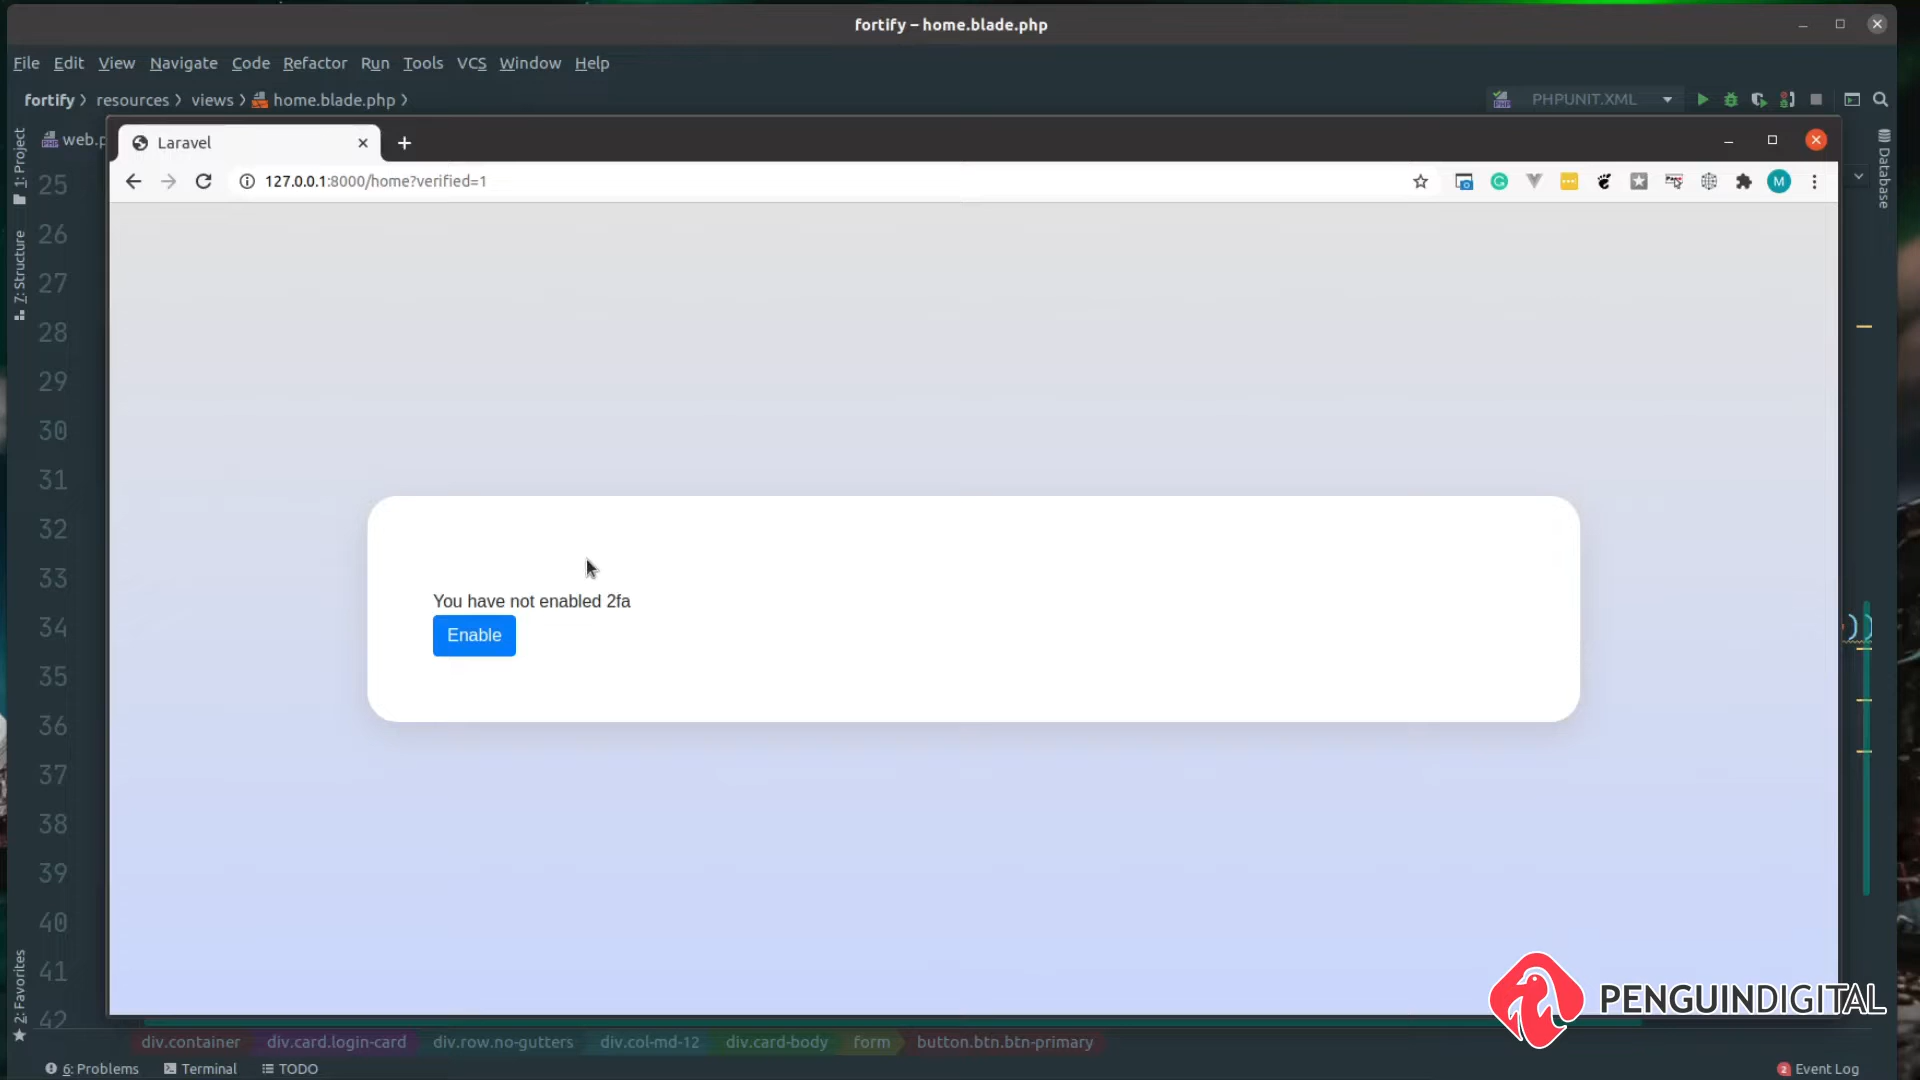 fortify – home.blade.php
File Edit View Navigate Code Refactor Run Tools VCS Window Help
fortify resources views home.blade.php
PHPUNIT.XML
1: Project
7: Structure
2: Favorites
Database
web.p
Laravel
127.0.0.1:8000/home?verified=1
M
25
26
27
28
29
30
31
32
33
34
35
36
37
38
39
40
41
42
))
You have not enabled 2fa
Enable
PENGUINDIGITAL
div.container div.card.login-card div.row.no-gutters div.col-md-12 div.card-body form button.btn.btn-primary
6: Problems Terminal TODO
2 Event Log